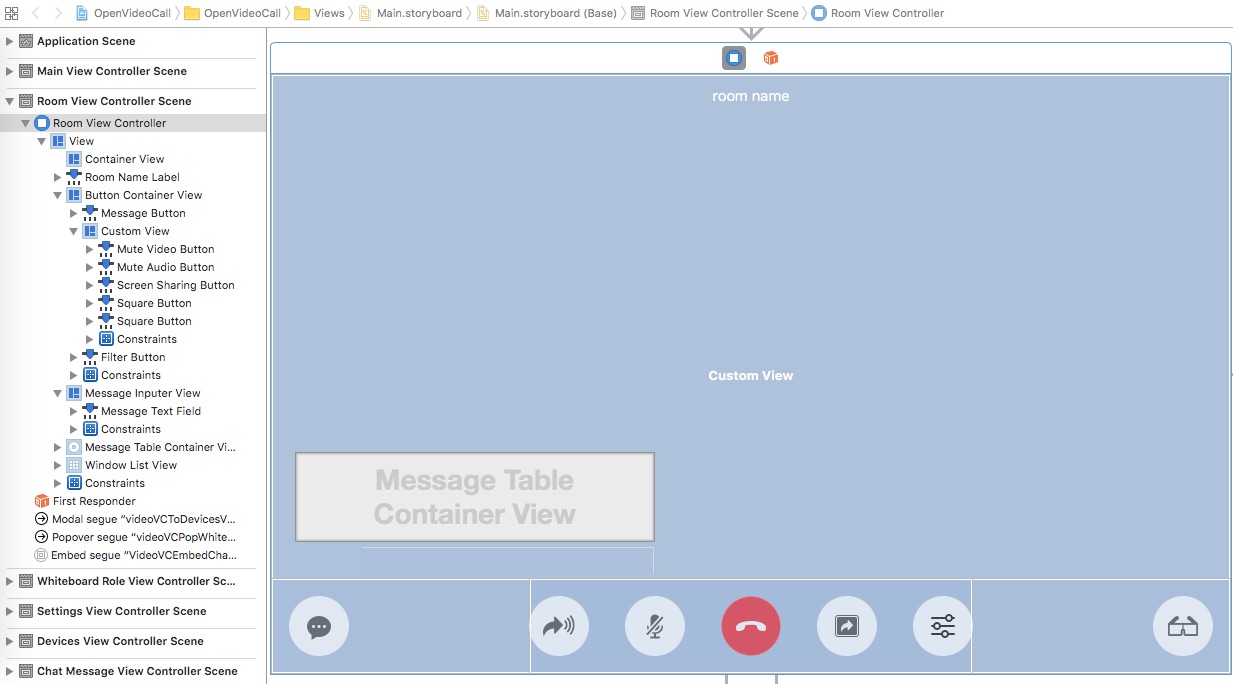 OpenVideoCall OpenVideoCall Views Main.storyboard Main.storyboard (Base) Room View Controller Scene Room View Controller
Application Scene
Main View Controller Scene
Room View Controller Scene
Room View Controller
View
Container View
Room Name Label
Button Container View
Message Button
Custom View
Mute Video Button
Mute Audio Button
Screen Sharing Button
Square Button
Square Button
Constraints
Filter Button
Constraints
Message Inputer View
Message Text Field
Constraints
Message Table Container Vi...
Window List View
Constraints
First Responder
Modal segue “videoVCToDevicesV...
Popover segue “videoVCPopWhite...
Embed segue “VideoVCEmbedCha...
Whiteboard Role View Controller Sc...
Settings View Controller Scene
Devices View Controller Scene
Chat Message View Controller Scene
room name
Custom View
Message Table
Container View